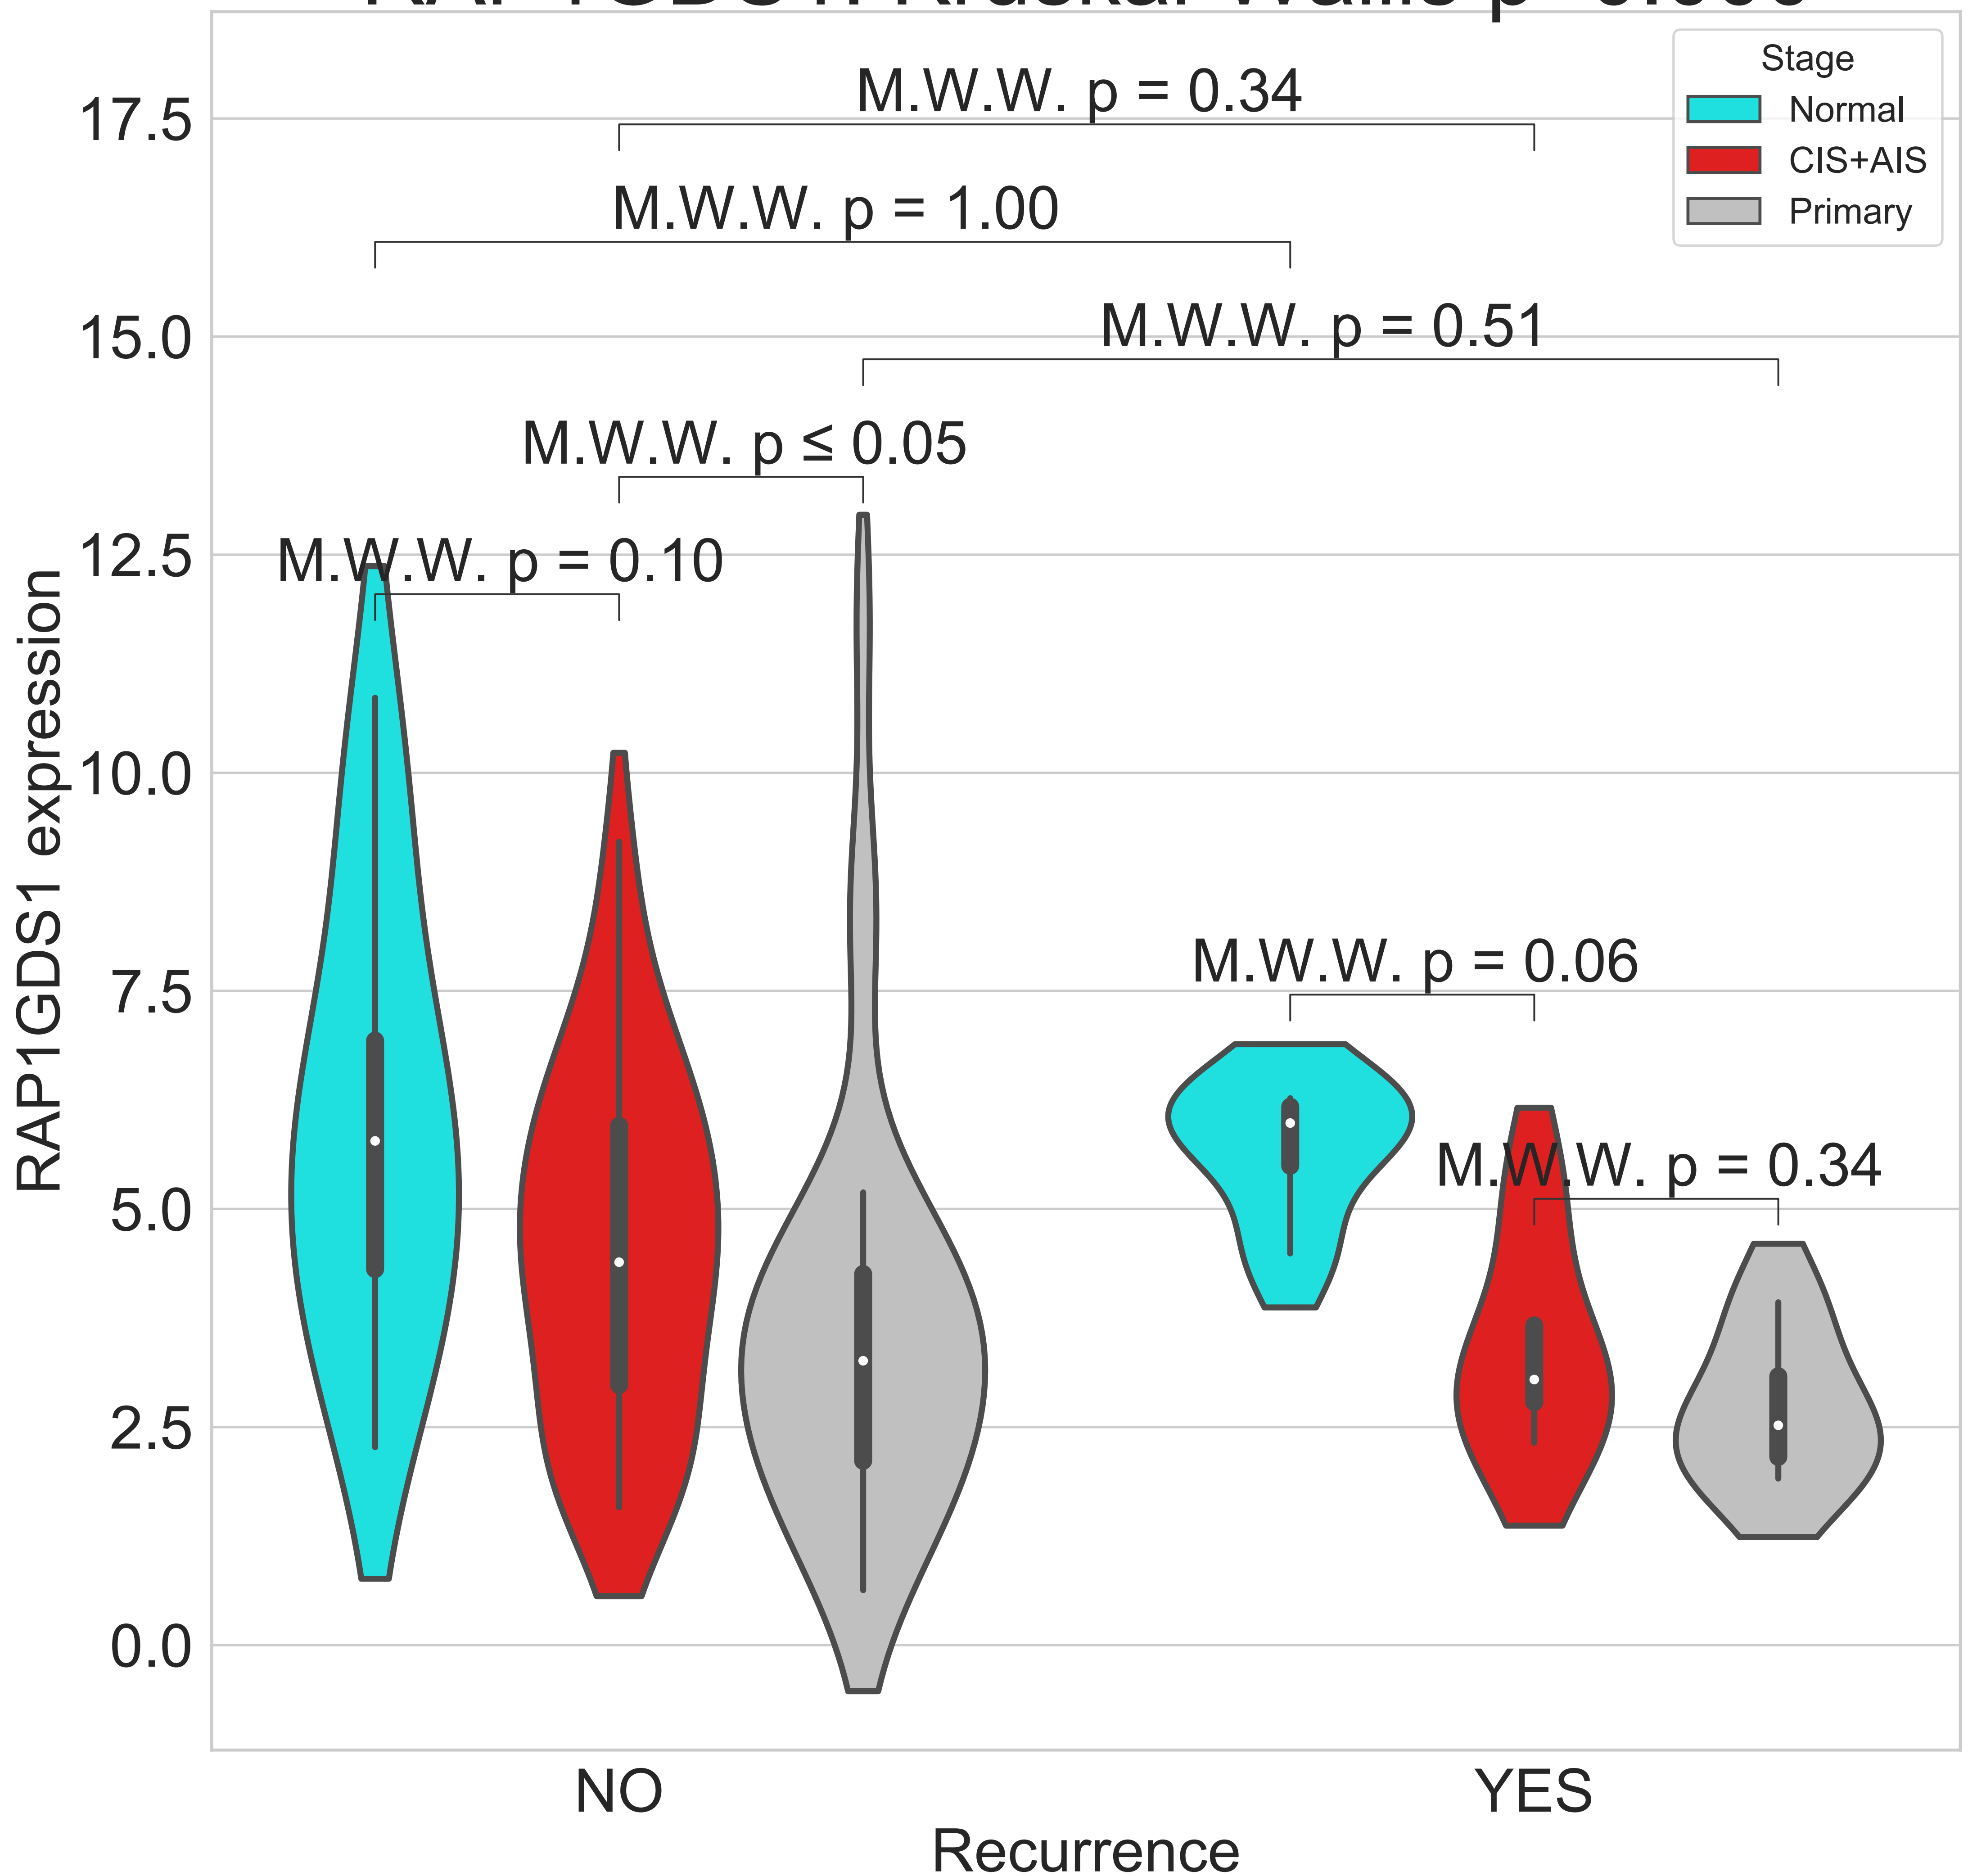 Stage
Normal
CIS+AIS
Primary
M.W.W. p = 0.34
M.W.W. p = 1.00
M.W.W. p = 0.51
M.W.W. p ≤ 0.05
M.W.W. p = 0.10
M.W.W. p = 0.06
M.W.W. p = 0.34
17.5
15.0
12.5
10.0
7.5
5.0
2.5
0.0
RAP1GDS1 expression
NO
YES
Recurrence